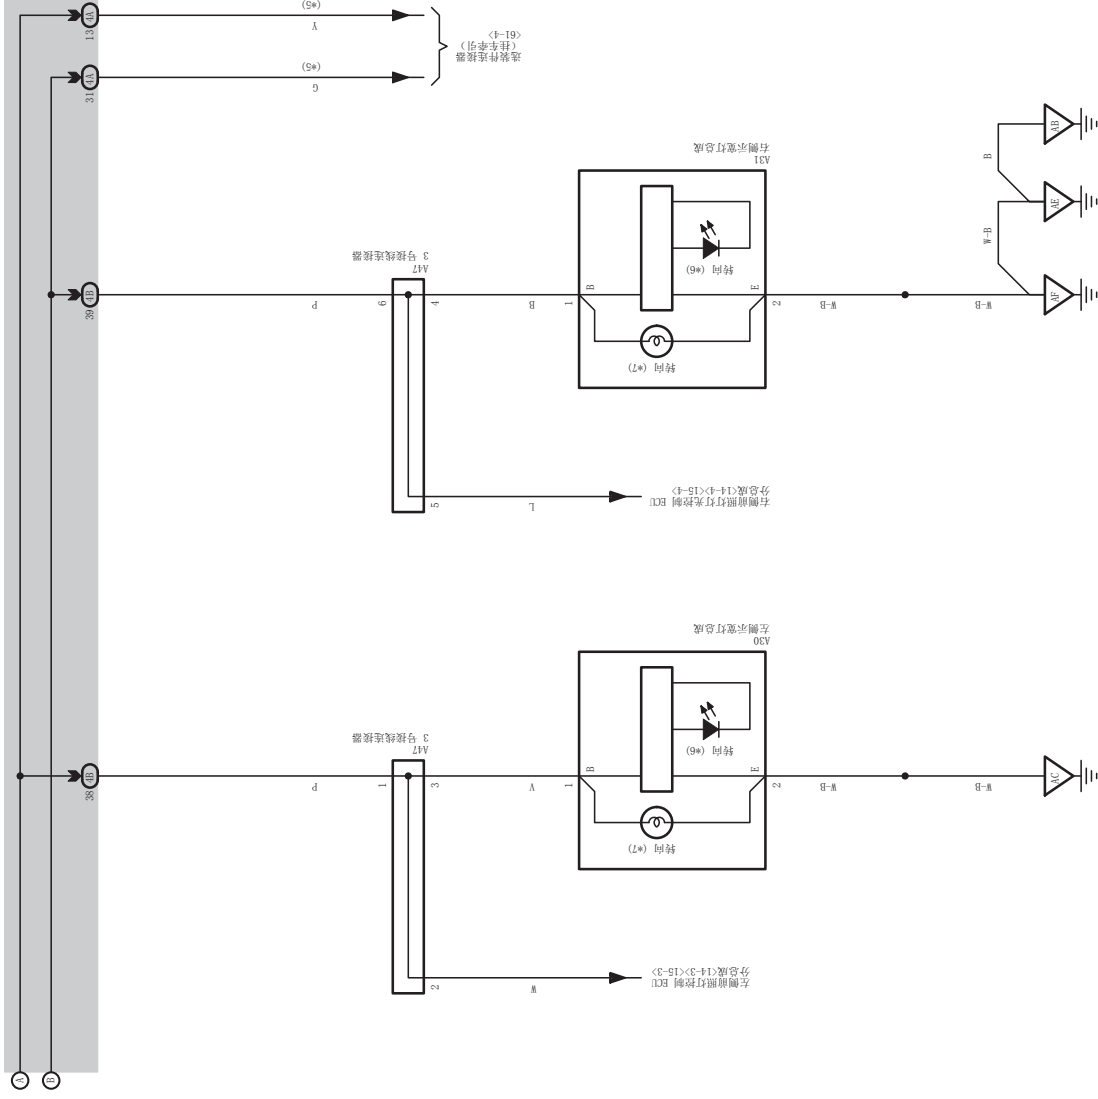 (*5)
Y
13 4A
选装件连接器
(挂车牵引)
<61-4>
(*5)
G
31 4A
A31
右侧示宽灯总成
转向 (*6)
B
E
转向 (*7)
A47
3 号接线连接器
39 4B
P
6
4
B
1
2
W-B
W-B
B
W-B
AB
AE
AF
5
L
右侧前照灯灯光控制 ECU
分总成<14-4><15-4>
A30
左侧示宽灯总成
转向 (*6)
B
E
转向 (*7)
A47
3 号接线连接器
38 4B
P
1
3
V
1
2
W-B
W-B
AC
2
W
左侧前照灯控制 ECU
分总成<14-3><15-3>
A
B